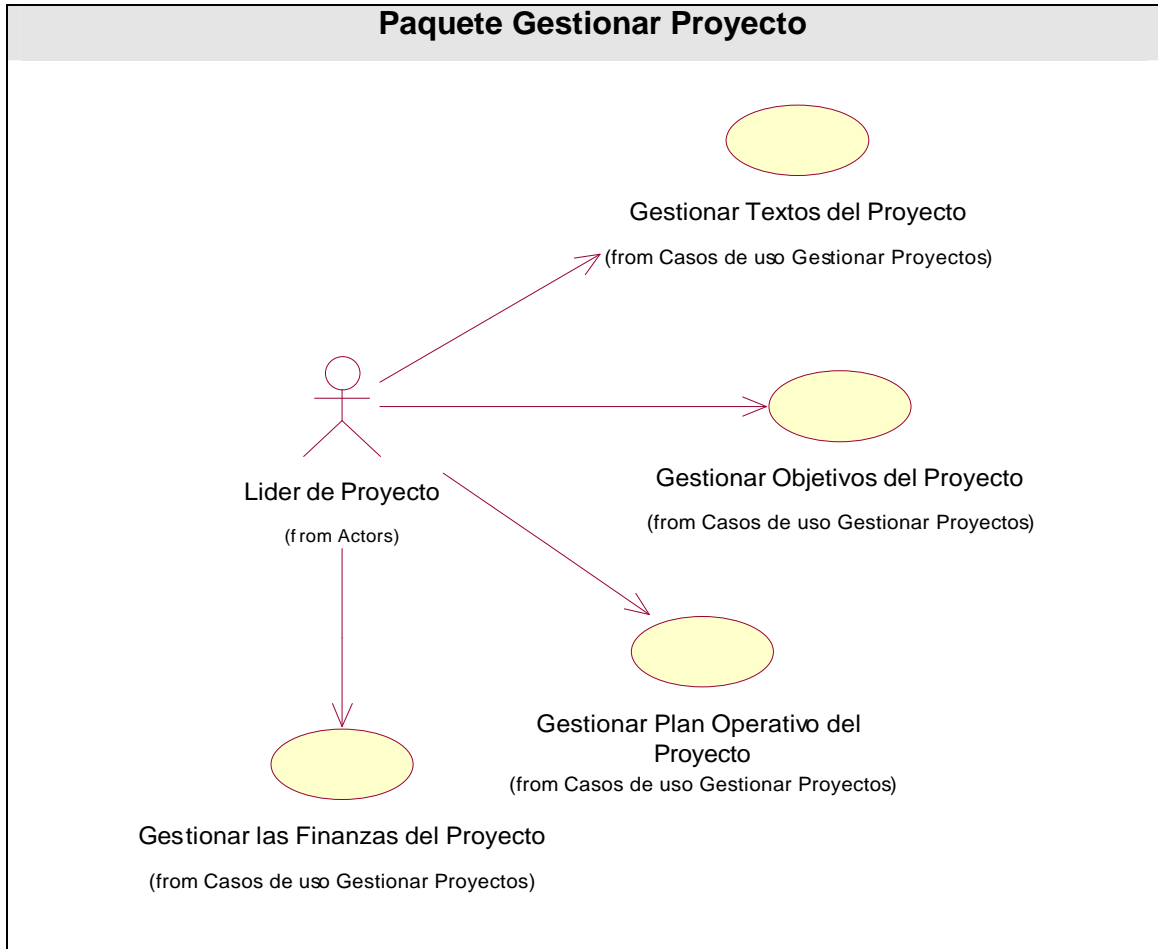 Paquete Gestionar Proyecto
Gestionar Textos del Proyecto
(from Casos de uso Gestionar Proyectos)
Gestionar Objetivos del Proyecto
(from Casos de uso Gestionar Proyectos)
Lider de Proyecto
(from Actors)
Gestionar Plan Operativo del
Proyecto
(from Casos de uso Gestionar Proyectos)
Gestionar las Finanzas del Proyecto
(from Casos de uso Gestionar Proyectos)